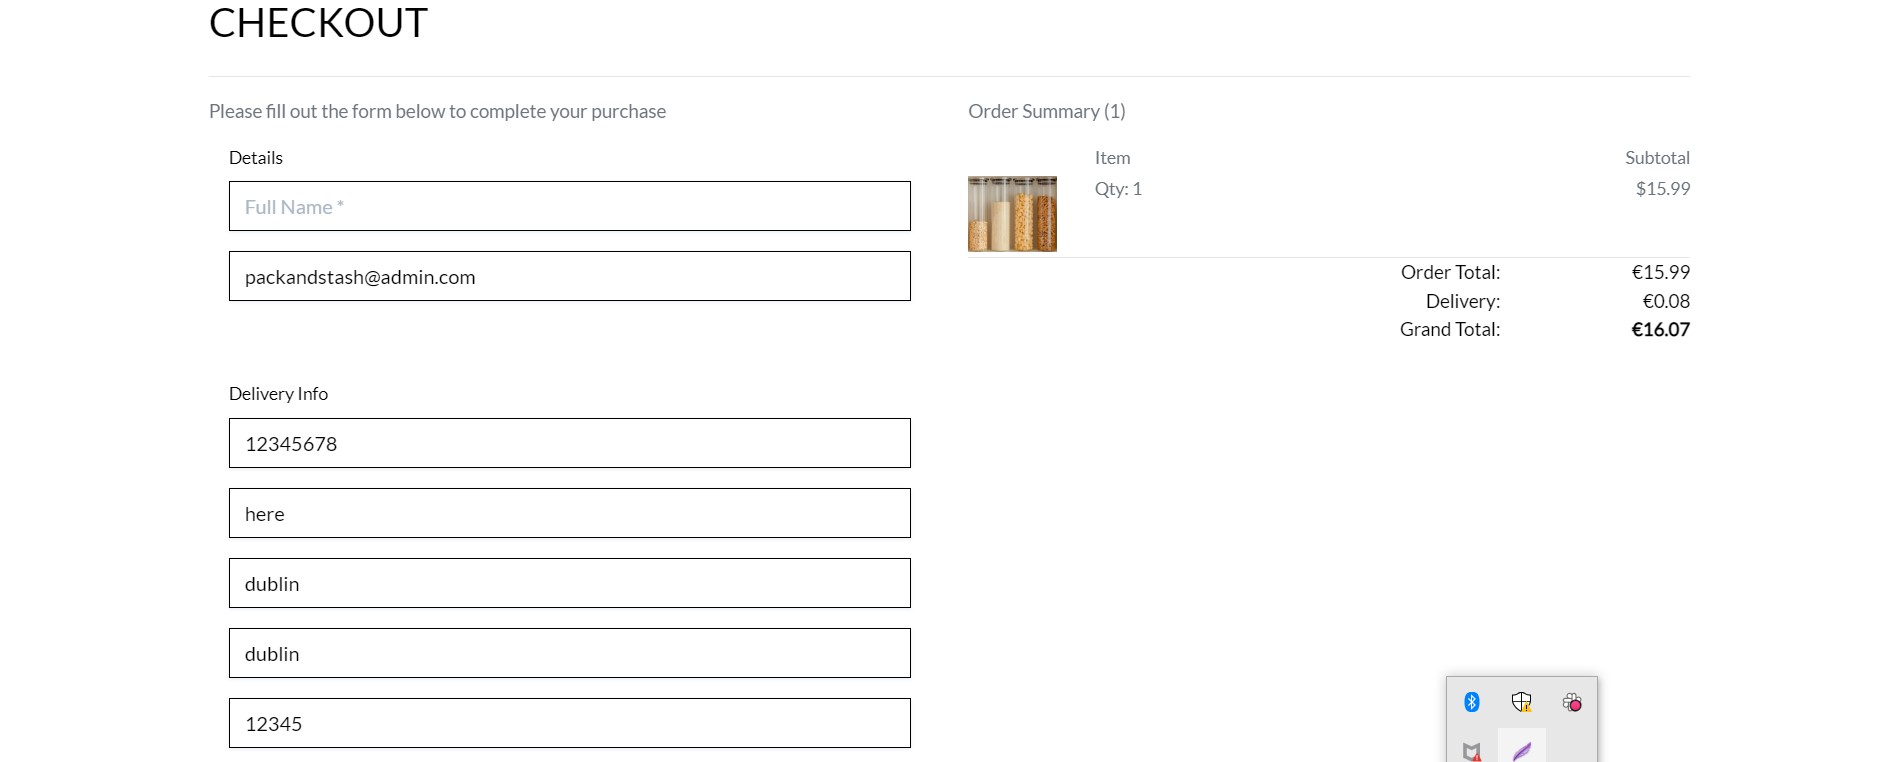 CHECKOUT
Please fill out the form below to complete your purchase
Details
Full Name *
packandstash@admin.com
Delivery Info
12345678
here
dublin
dublin
12345
Order Summary (1)
Item Subtotal
Qty: 1 $15.99
Order Total: €15.99
Delivery: €0.08
Grand Total: €16.07